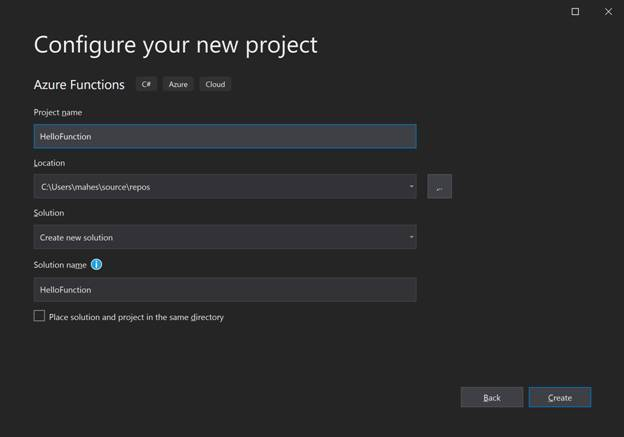 Configure your new project
Azure Functions C# Azure Cloud
Project name
HelloFunction
Location
C:\Users\mahes\source\repos ...
Solution
Create new solution
Solution name i
HelloFunction
Place solution and project in the same directory
Back Create